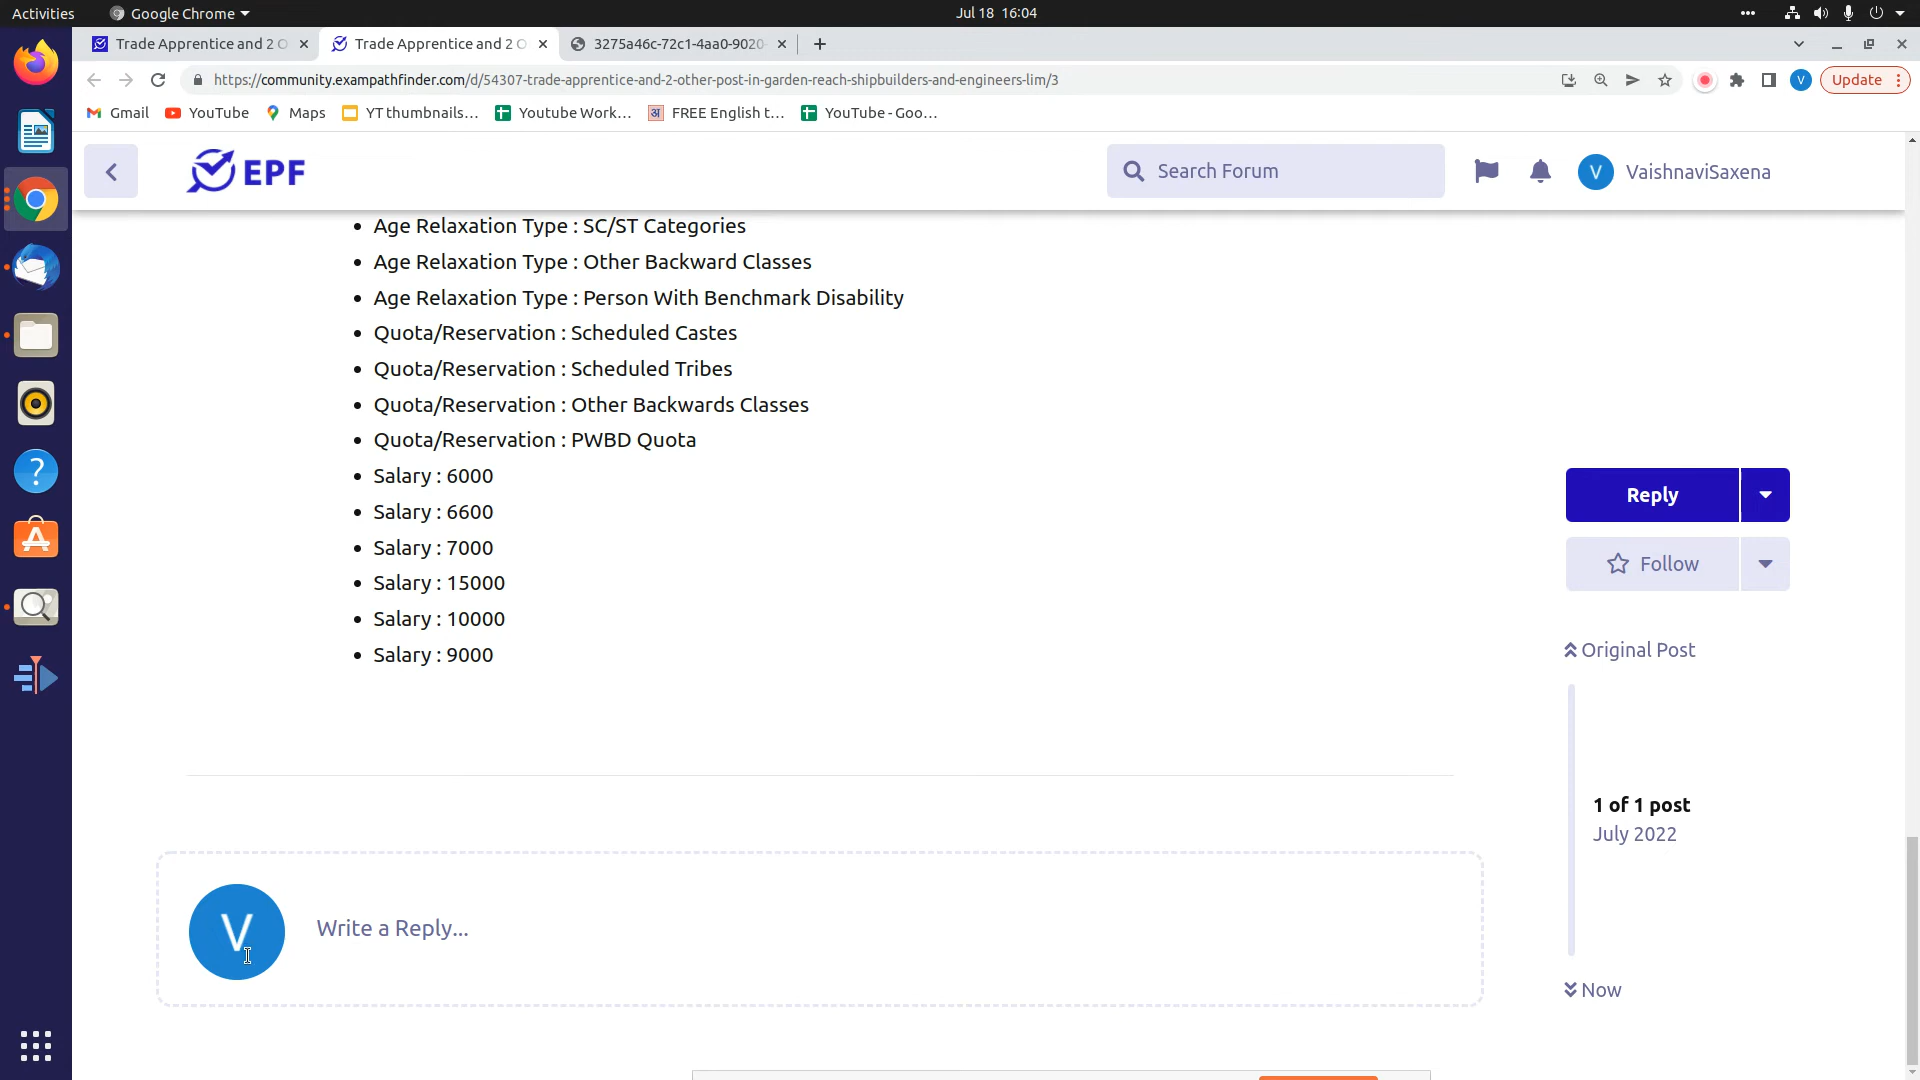 Activities
Google Chrome
Jul 18 16:04
Trade Apprentice and 2 O
Trade Apprentice and 2 O
3275a46c-72c1-4aa0-9020-
https://community.exampathfinder.com/d/54307-trade-apprentice-and-2-other-post-in-garden-reach-shipbuilders-and-engineers-lim/3
V
Update
Gmail
YouTube
Maps
YT thumbnails...
Youtube Work...
अ FREE English t...
YouTube - Goo...
EPF
Search Forum
V
VaishnaviSaxena
• Age Relaxation Type : SC/ST Categories
• Age Relaxation Type : Other Backward Classes
• Age Relaxation Type : Person With Benchmark Disability
• Quota/Reservation : Scheduled Castes
• Quota/Reservation : Scheduled Tribes
• Quota/Reservation : Other Backwards Classes
• Quota/Reservation : PWBD Quota
• Salary : 6000
• Salary : 6600
• Salary : 7000
• Salary : 15000
• Salary : 10000
• Salary : 9000
Reply
Follow
Original Post
1 of 1 post
July 2022
Now
V
Write a Reply...